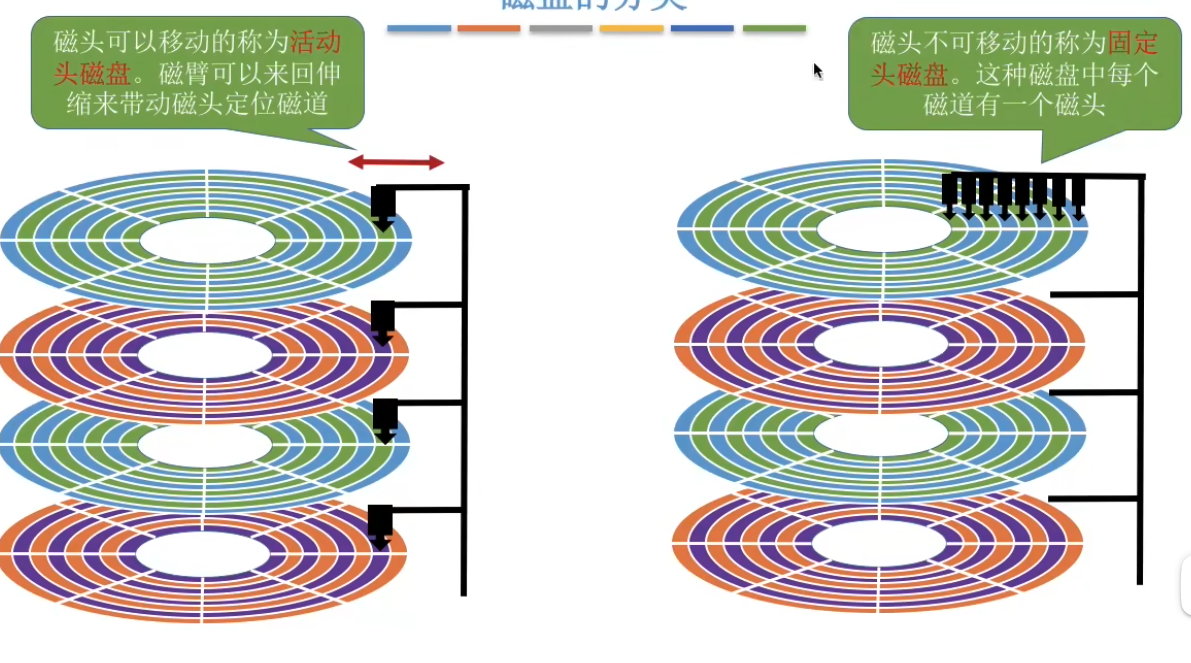 磁盘的分类
磁头可以移动的称为活动
头磁盘。磁臂可以来回伸
缩来带动磁头定位磁道
磁头不可移动的称为固定
头磁盘。这种磁盘中每个
磁道有一个磁头